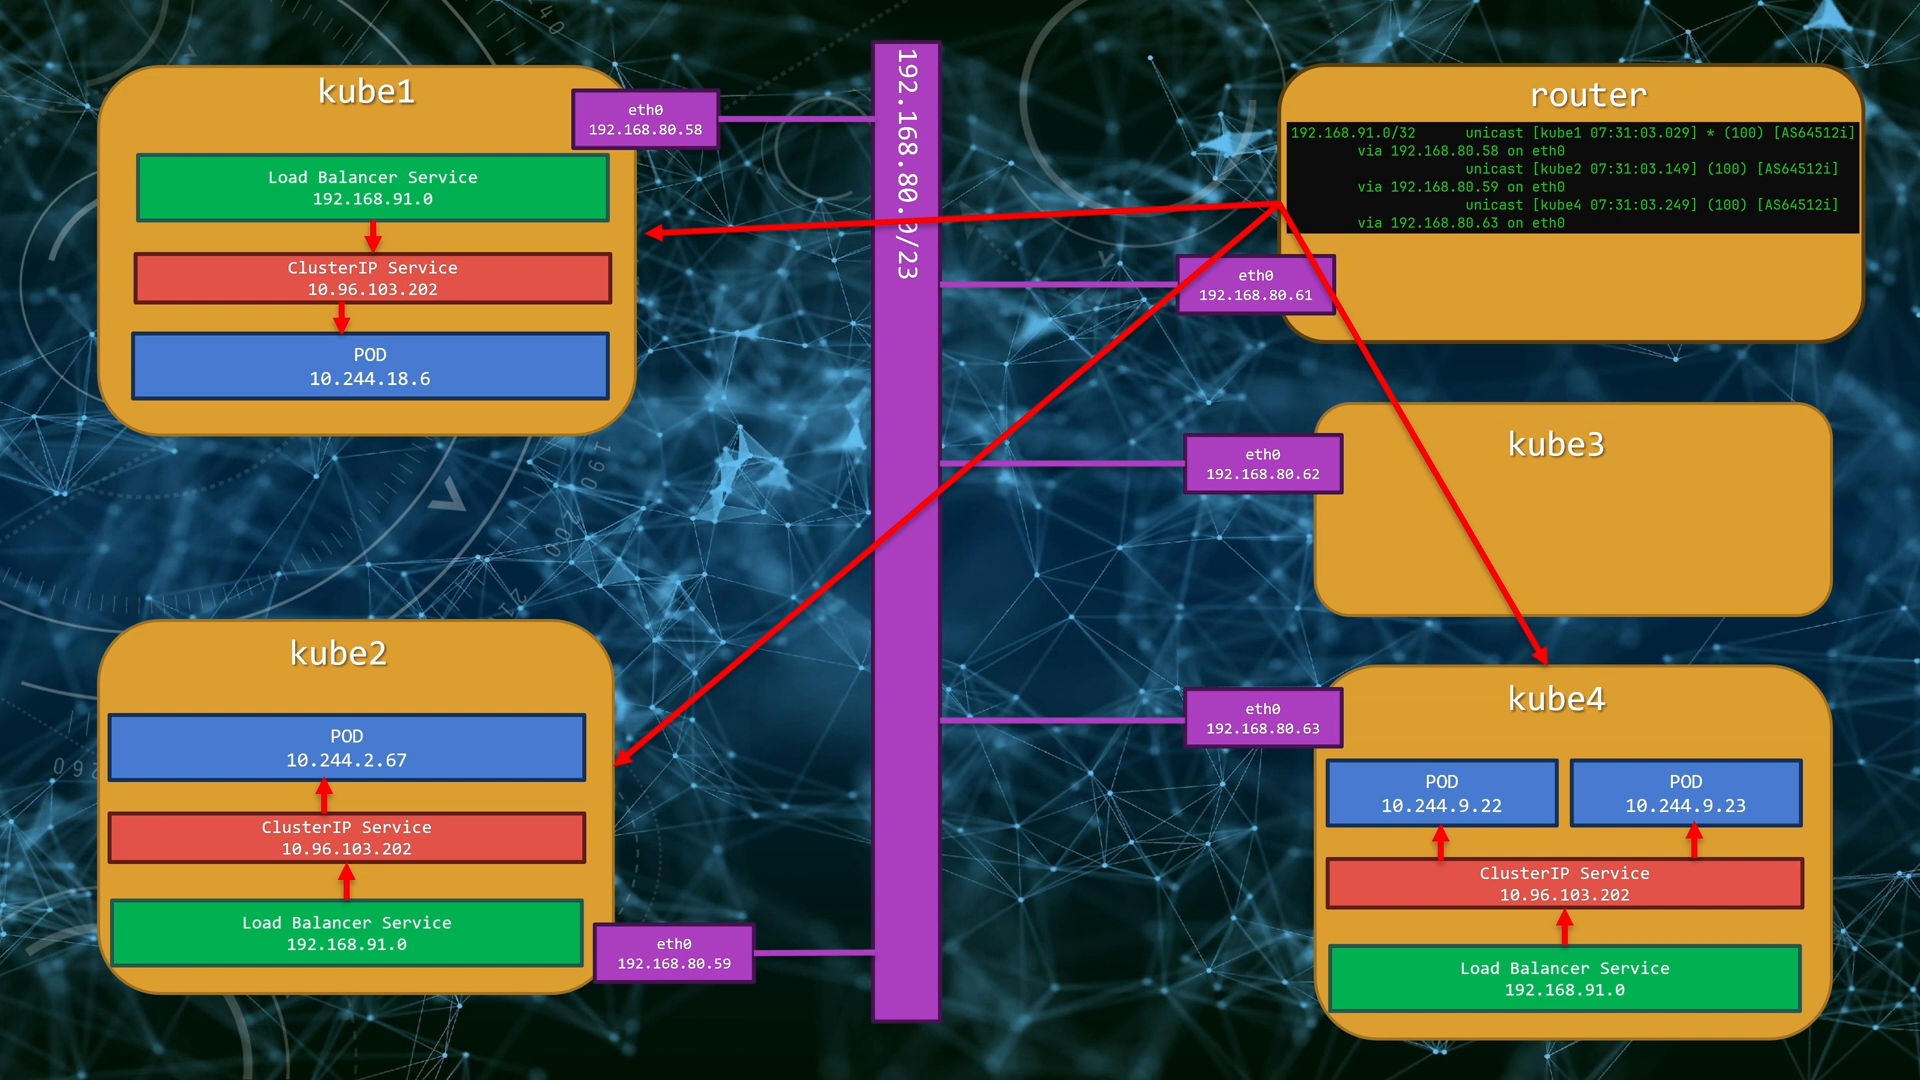 kube1
eth0
192.168.80.58
Load Balancer Service
192.168.91.0
ClusterIP Service
10.96.103.202
POD
10.244.18.6
192.168.80.0/23
router
192.168.91.0/32 unicast [kube1 07:31:03.029] * (100) [AS64512i]
via 192.168.80.58 on eth0
unicast [kube2 07:31:03.149] (100) [AS64512i]
via 192.168.80.59 on eth0
unicast [kube4 07:31:03.249] (100) [AS64512i]
via 192.168.80.63 on eth0
eth0
192.168.80.61
kube3
eth0
192.168.80.62
kube2
POD
10.244.2.67
ClusterIP Service
10.96.103.202
Load Balancer Service
192.168.91.0
eth0
192.168.80.59
kube4
eth0
192.168.80.63
POD
10.244.9.22
POD
10.244.9.23
ClusterIP Service
10.96.103.202
Load Balancer Service
192.168.91.0
140
190
200
21
260